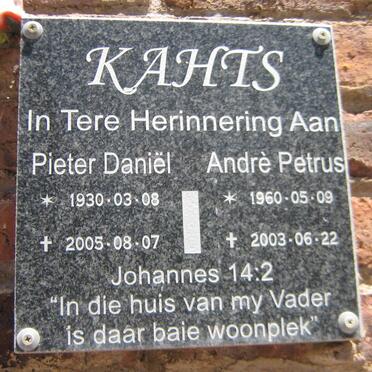 KAHTS
In Tere Herinnering Aan
Pieter Daniël Andrè Petrus
* 1930·03·08 * 1960·05·09
✝ 2005·08·07 ✝ 2003·06·22
Johannes 14:2
“In die huis van my Vader
is daar baie woonplek”